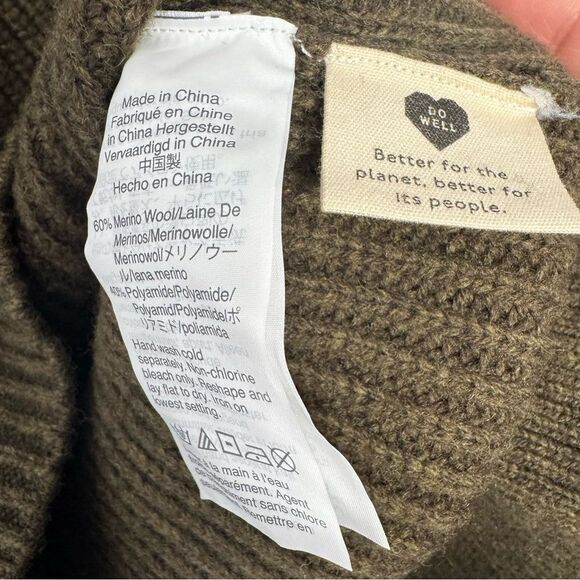 Made in China
Fabriqué en Chine
in China Hergestellt
Vervaardigd in China
中国製
Hecho en China
60% Merino Wool/Laine De
Merinos/Merinowolle/
Merinowol/メリノウー
ル/lana merino
40% Polyamide/Polyamide/
Polyamid/Polyamide/ポ
リアミド/poliamida
Hand wash cold
separately. Non-chlorine
bleach only. Reshape and
lay flat to dry. Iron on
lowest setting.
à la main à l'eau
séparément. Agent
seulement sans chlore
Remettre en
DO
WELL
Better for the
planet, better for
its people.